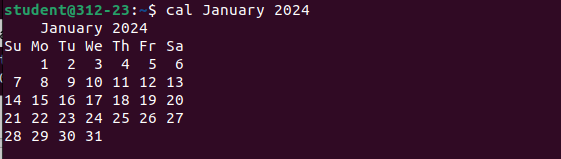 student@312-23:~$ cal January 2024
    January 2024
Su Mo Tu We Th Fr Sa
    1  2  3  4  5  6
 7  8  9 10 11 12 13
14 15 16 17 18 19 20
21 22 23 24 25 26 27
28 29 30 31